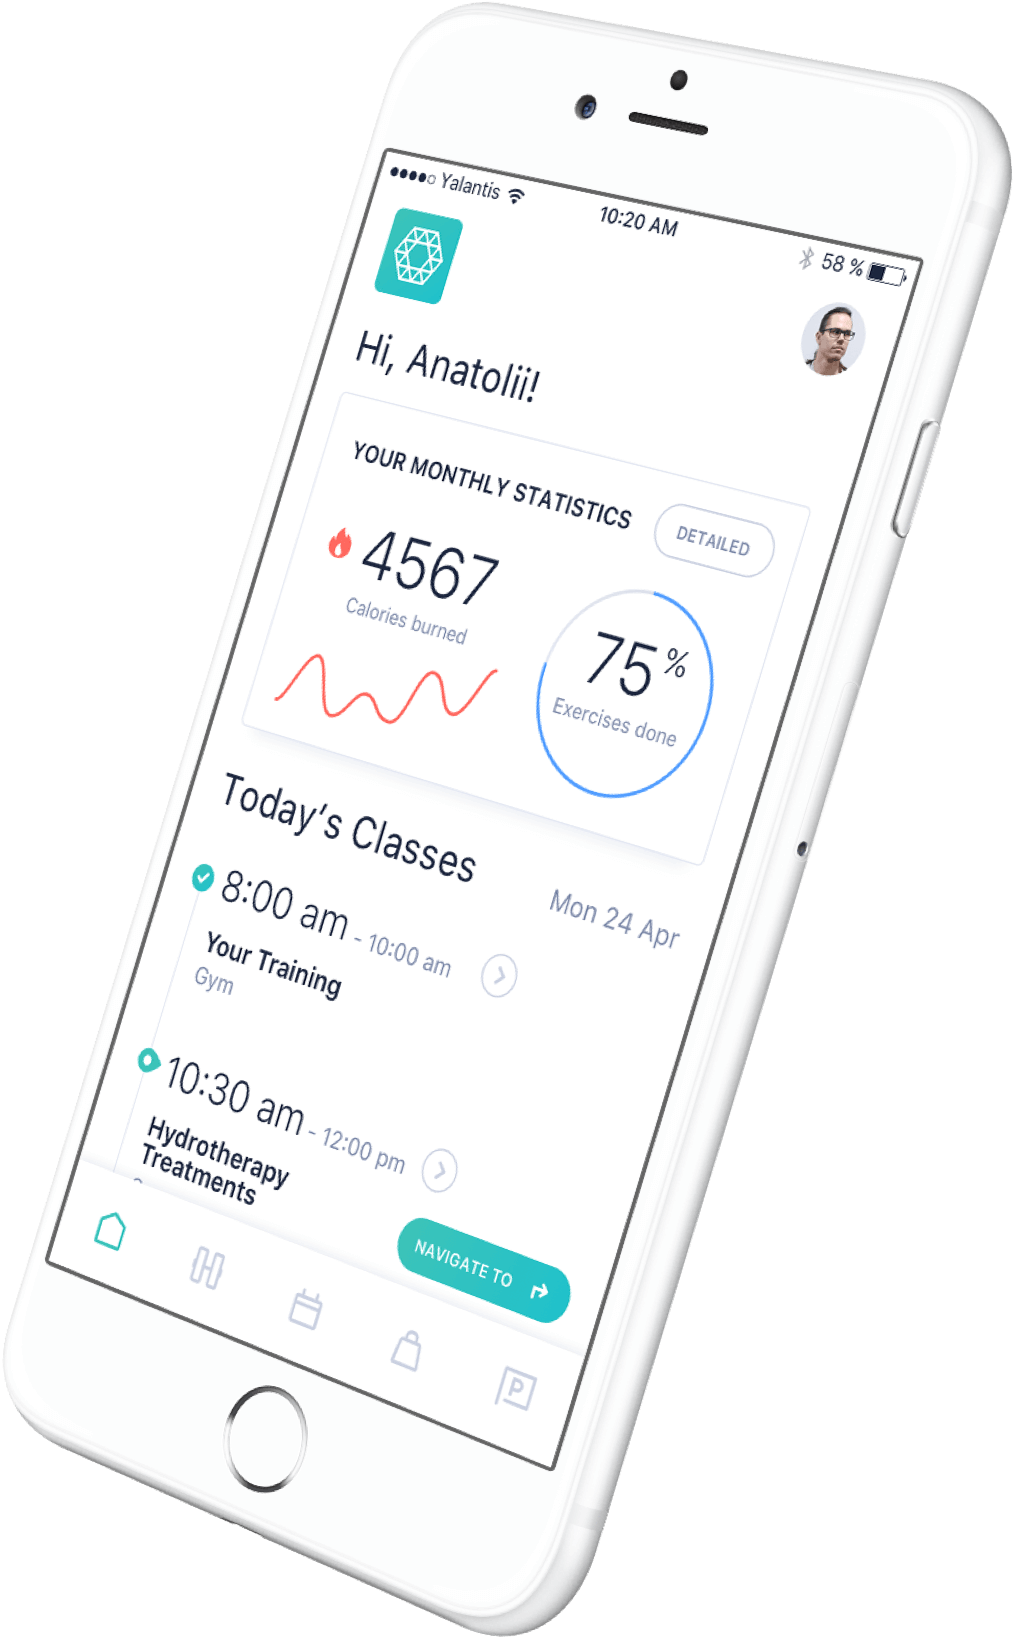 Yalantis
10:20 AM
58 %
Hi, Anatolii!
YOUR MONTHLY STATISTICS
DETAILED
4567
Calories burned
75 %
Exercises done
Today’s Classes
Mon 24 Apr
8:00 am - 10:00 am
Your Training
Gym
10:30 am - 12:00 pm
Hydrotherapy
Treatments
NAVIGATE TO
P